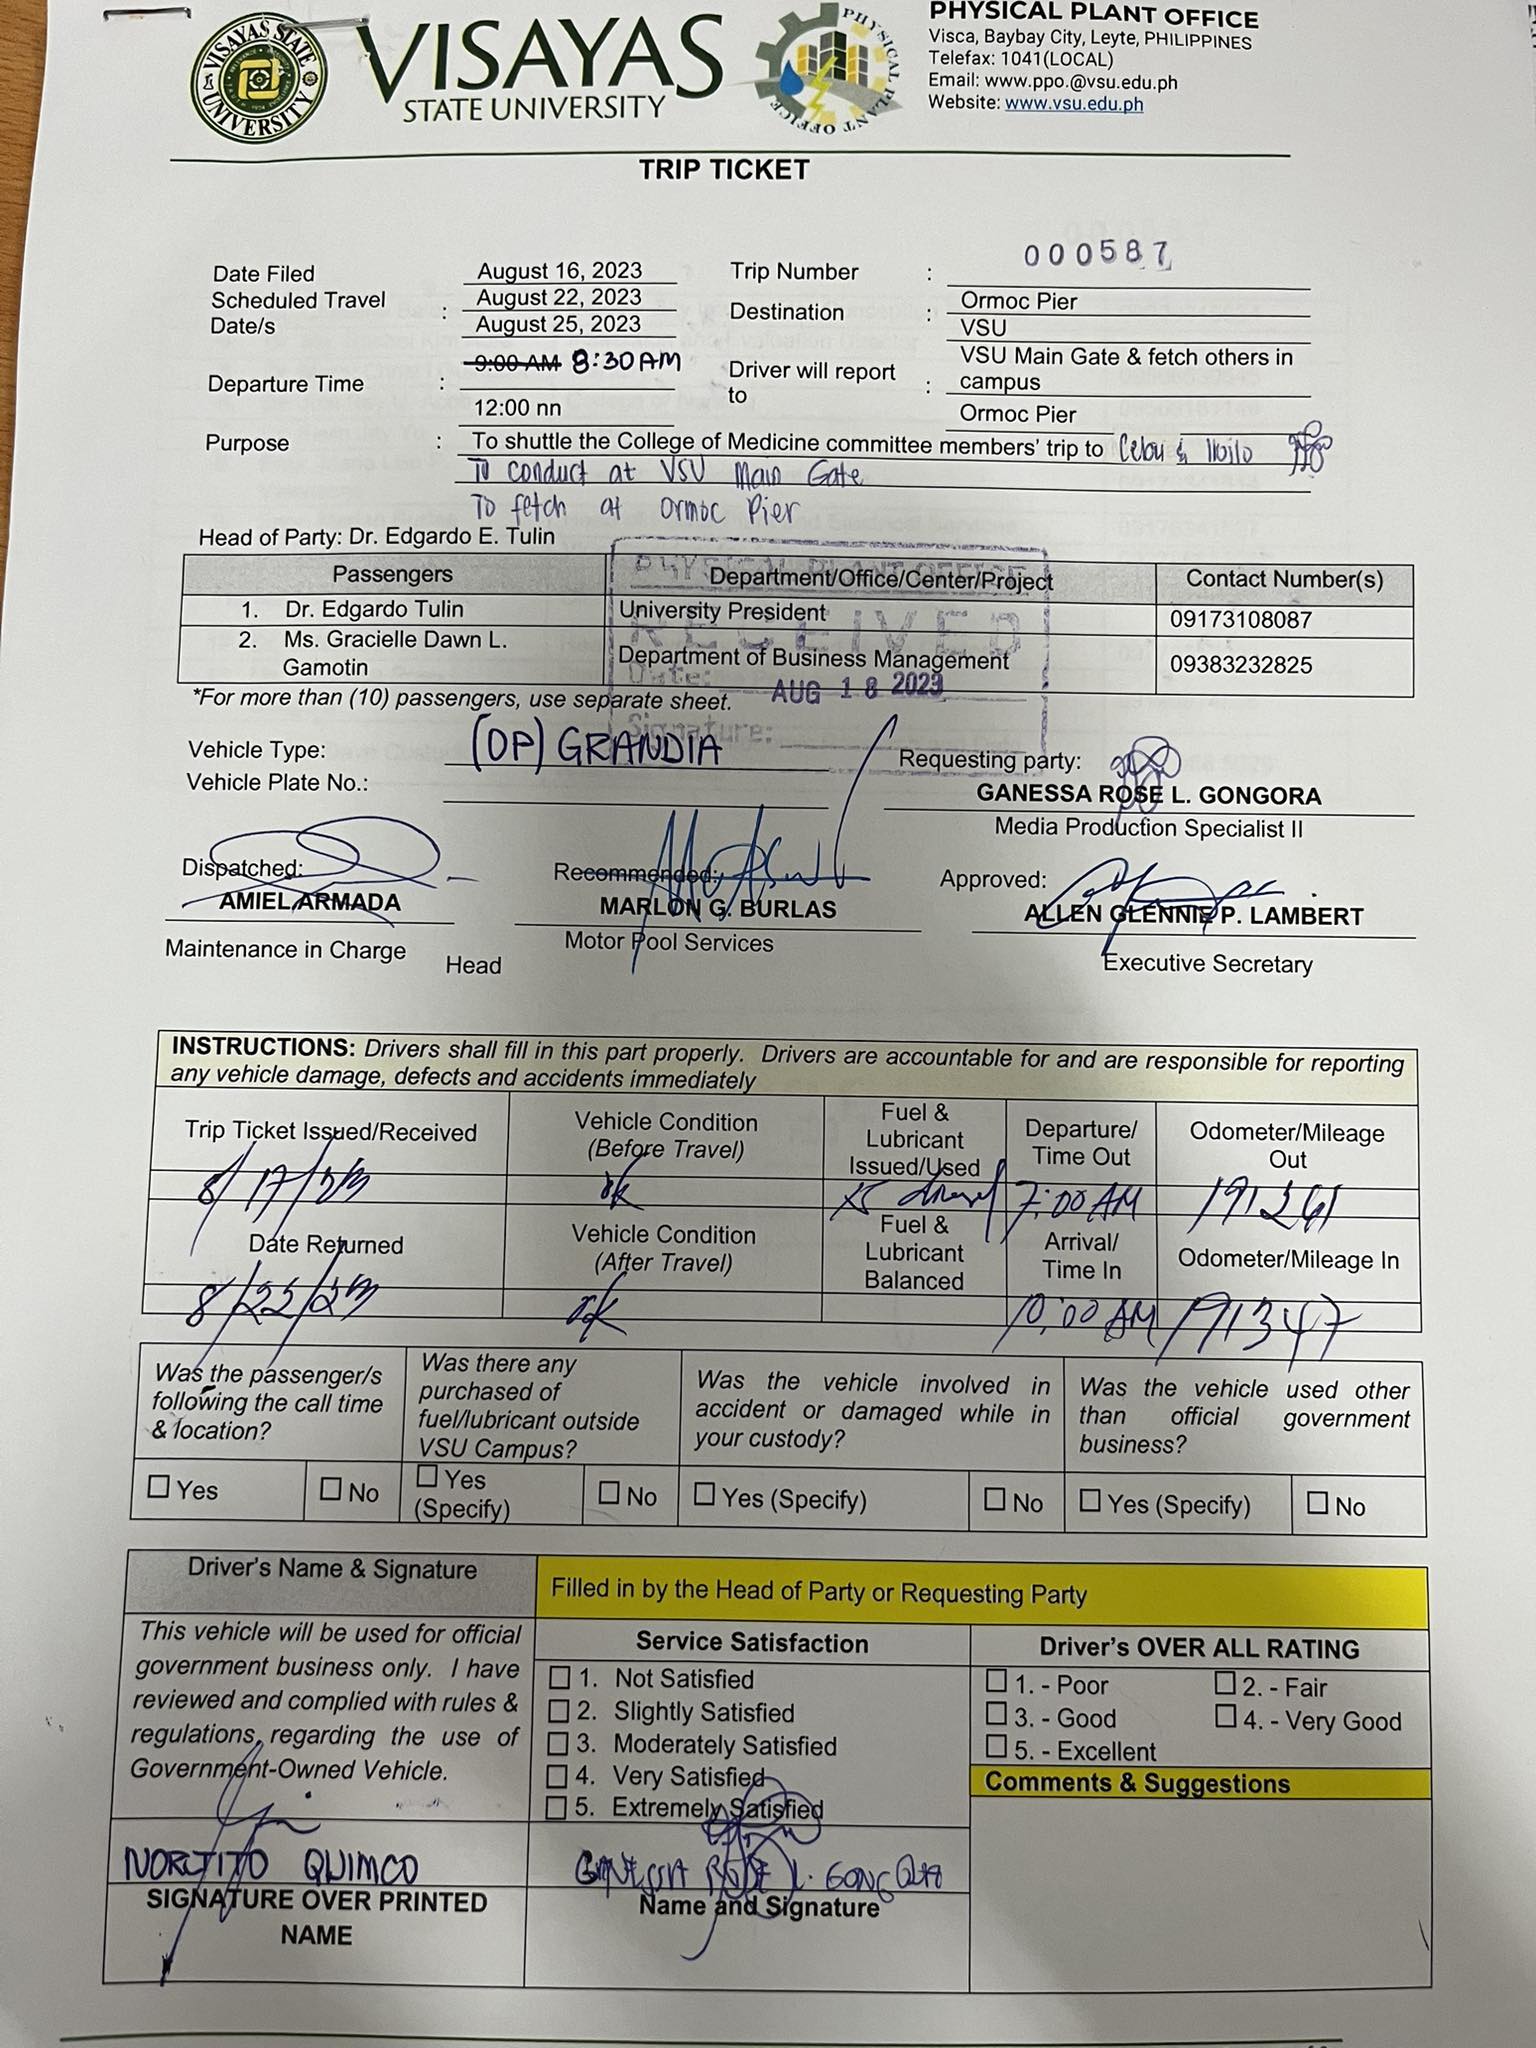 VISAYAS STATE UNIVERSITY
VISAYAS
STATE UNIVERSITY
PHYSICAL PLANT OFFICE
PHYSICAL PLANT OFFICE
Visca, Baybay City, Leyte, PHILIPPINES
Telefax: 1041(LOCAL)
Email: www.ppo.@vsu.edu.ph
Website: www.vsu.edu.ph
TRIP TICKET
Date Filed August 16, 2023 Trip Number : 000587
Scheduled Travel Date/s : August 22, 2023 Destination : Ormoc Pier
August 25, 2023 VSU
Departure Time : 9:00 AM 8:30AM Driver will report to : VSU Main Gate & fetch others in campus
12:00 nn Ormoc Pier
Purpose : To shuttle the College of Medicine committee members' trip to Cebu & Iloilo
To conduct at VSU Main Gate
To fetch at Ormoc Pier
Head of Party: Dr. Edgardo E. Tulin
Passengers Department/Office/Center/Project Contact Number(s)
1. Dr. Edgardo Tulin University President 09173108087
2. Ms. Gracielle Dawn L. Gamotin Department of Business Management 09383232825
PHYSICAL PLANT OFFICE
RECEIVED
Date: AUG 18 2023
Signature:
*For more than (10) passengers, use separate sheet.
Vehicle Type: (OP) GRANDIA Requesting party:
Vehicle Plate No.: GANESSA ROSE L. GONGORA
Media Production Specialist II
Dispatched: Recommended: Approved:
AMIEL ARMADA MARLON G. BURLAS ALLEN GLENNIE P. LAMBERT
Maintenance in Charge Head Motor Pool Services Executive Secretary
INSTRUCTIONS: Drivers shall fill in this part properly. Drivers are accountable for and are responsible for reporting
any vehicle damage, defects and accidents immediately
Trip Ticket Issued/Received Vehicle Condition (Before Travel) Fuel & Lubricant Issued/Used Departure/ Time Out Odometer/Mileage Out
8/17/23 ok 7:00 AM 191261
Date Returned Vehicle Condition (After Travel) Fuel & Lubricant Balanced Arrival/ Time In Odometer/Mileage In
8/22/23 ok 10:00 AM 191347
Was the passenger/s following the call time & location? Was there any purchased of fuel/lubricant outside VSU Campus? Was the vehicle involved in accident or damaged while in your custody? Was the vehicle used other than official government business?
☐ Yes ☐ No ☐ Yes (Specify) ☐ No ☐ Yes (Specify) ☐ No ☐ Yes (Specify) ☐ No
Driver's Name & Signature Filled in by the Head of Party or Requesting Party
This vehicle will be used for official
government business only. I have
reviewed and complied with rules &
regulations, regarding the use of
Government-Owned Vehicle.
Service Satisfaction
☐ 1. Not Satisfied
☐ 2. Slightly Satisfied
☐ 3. Moderately Satisfied
☐ 4. Very Satisfied
☐ 5. Extremely Satisfied
Driver's OVER ALL RATING
☐ 1. - Poor ☐ 2. - Fair
☐ 3. - Good ☐ 4. - Very Good
☐ 5. - Excellent
Comments & Suggestions
NORJTITO QUIMCO
SIGNATURE OVER PRINTED
NAME
GANESSA ROSE L. GONGORA
Name and Signature